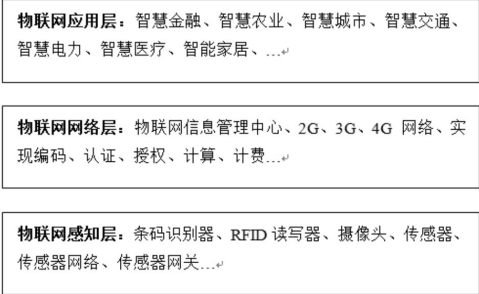 物联网应用层：智慧金融、智慧农业、智慧城市、智慧交通、
智慧电力、智慧医疗、智能家居、…
物联网网络层：物联网信息管理中心、2G、3G、4G 网络、实
现编码、认证、授权、计算、计费…
物联网感知层：条码识别器、RFID 读写器、摄像头、传感器、
传感器网络、传感器网关…